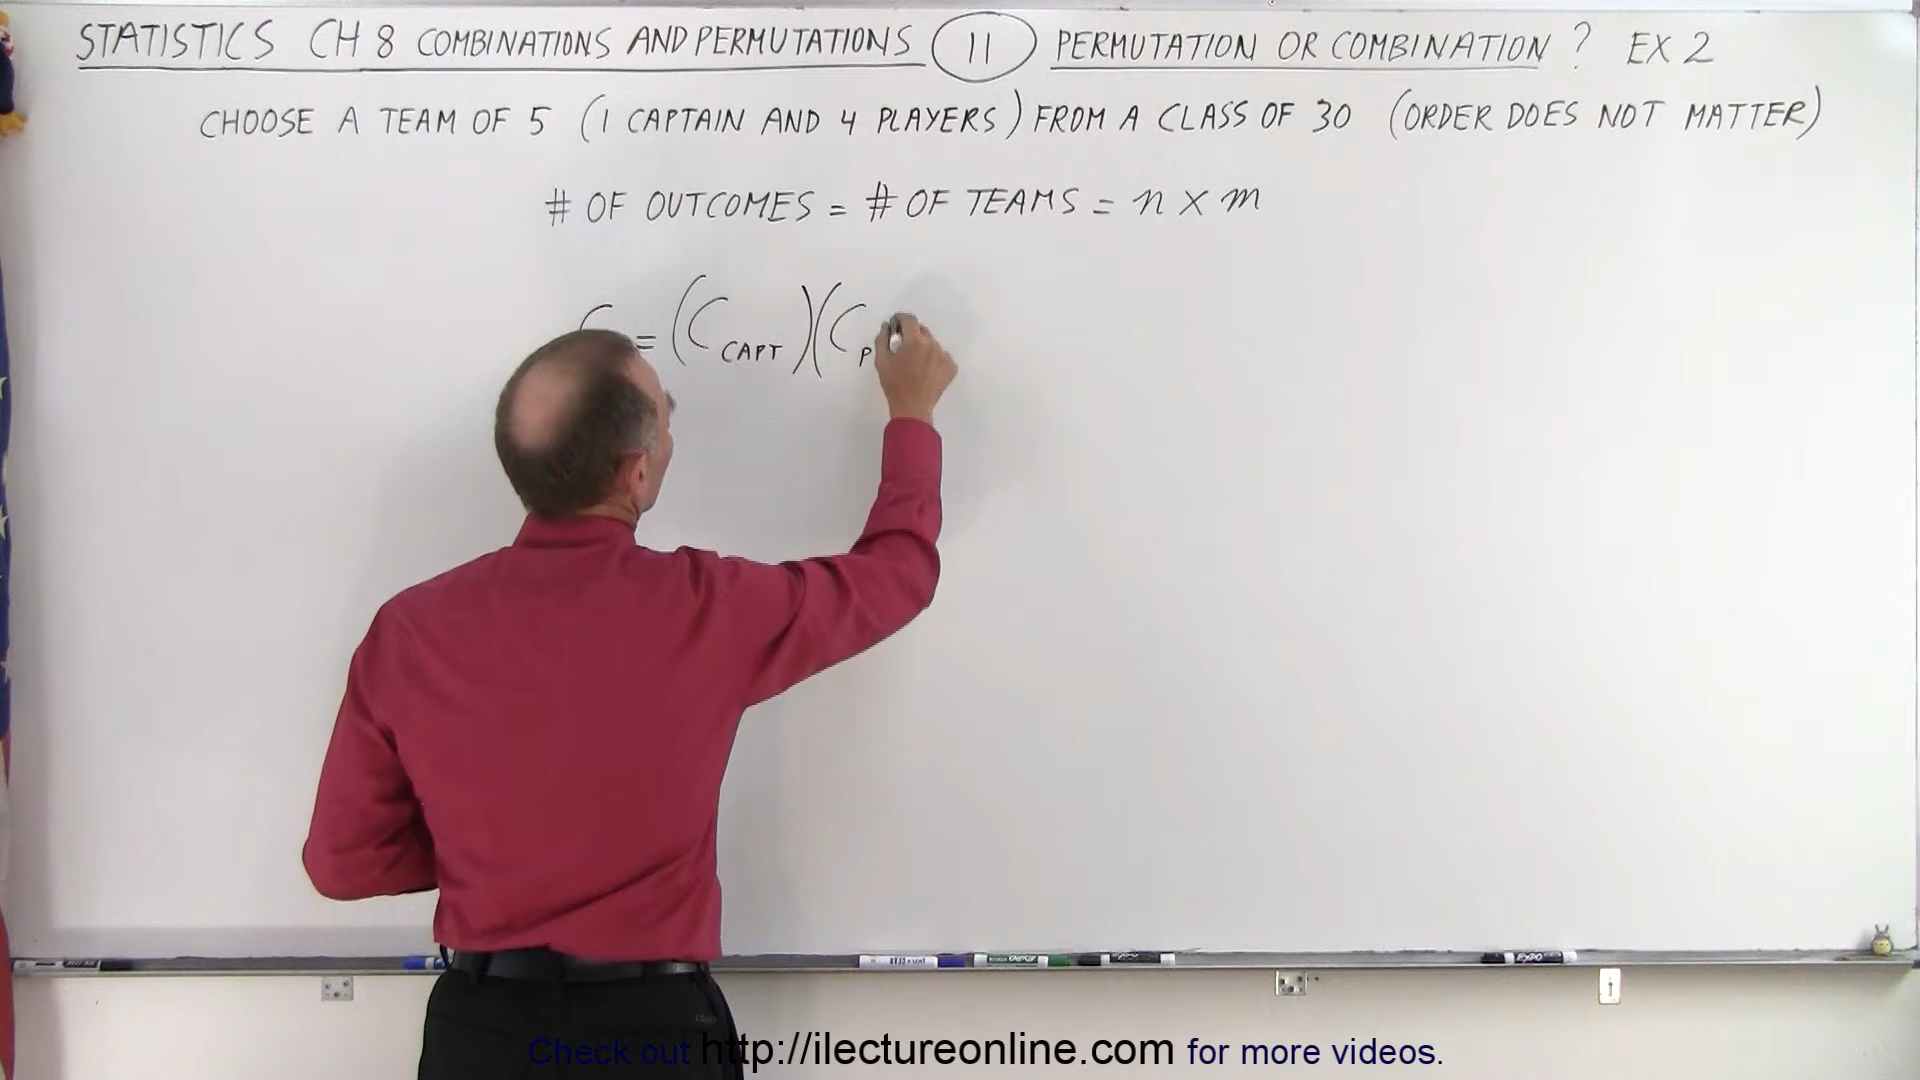 STATISTICS CH 8 COMBINATIONS AND PERMUTATIONS 11 PERMUTATION OR COMBINATION ? EX 2
CHOOSE A TEAM OF 5 (1 CAPTAIN AND 4 PLAYERS) FROM A CLASS OF 30 (ORDER DOES NOT MATTER)
# OF OUTCOMES = # OF TEAMS = n × m
C = (C CAPT)(C P
EXPO
Check out http://ilectureonline.com for more videos.